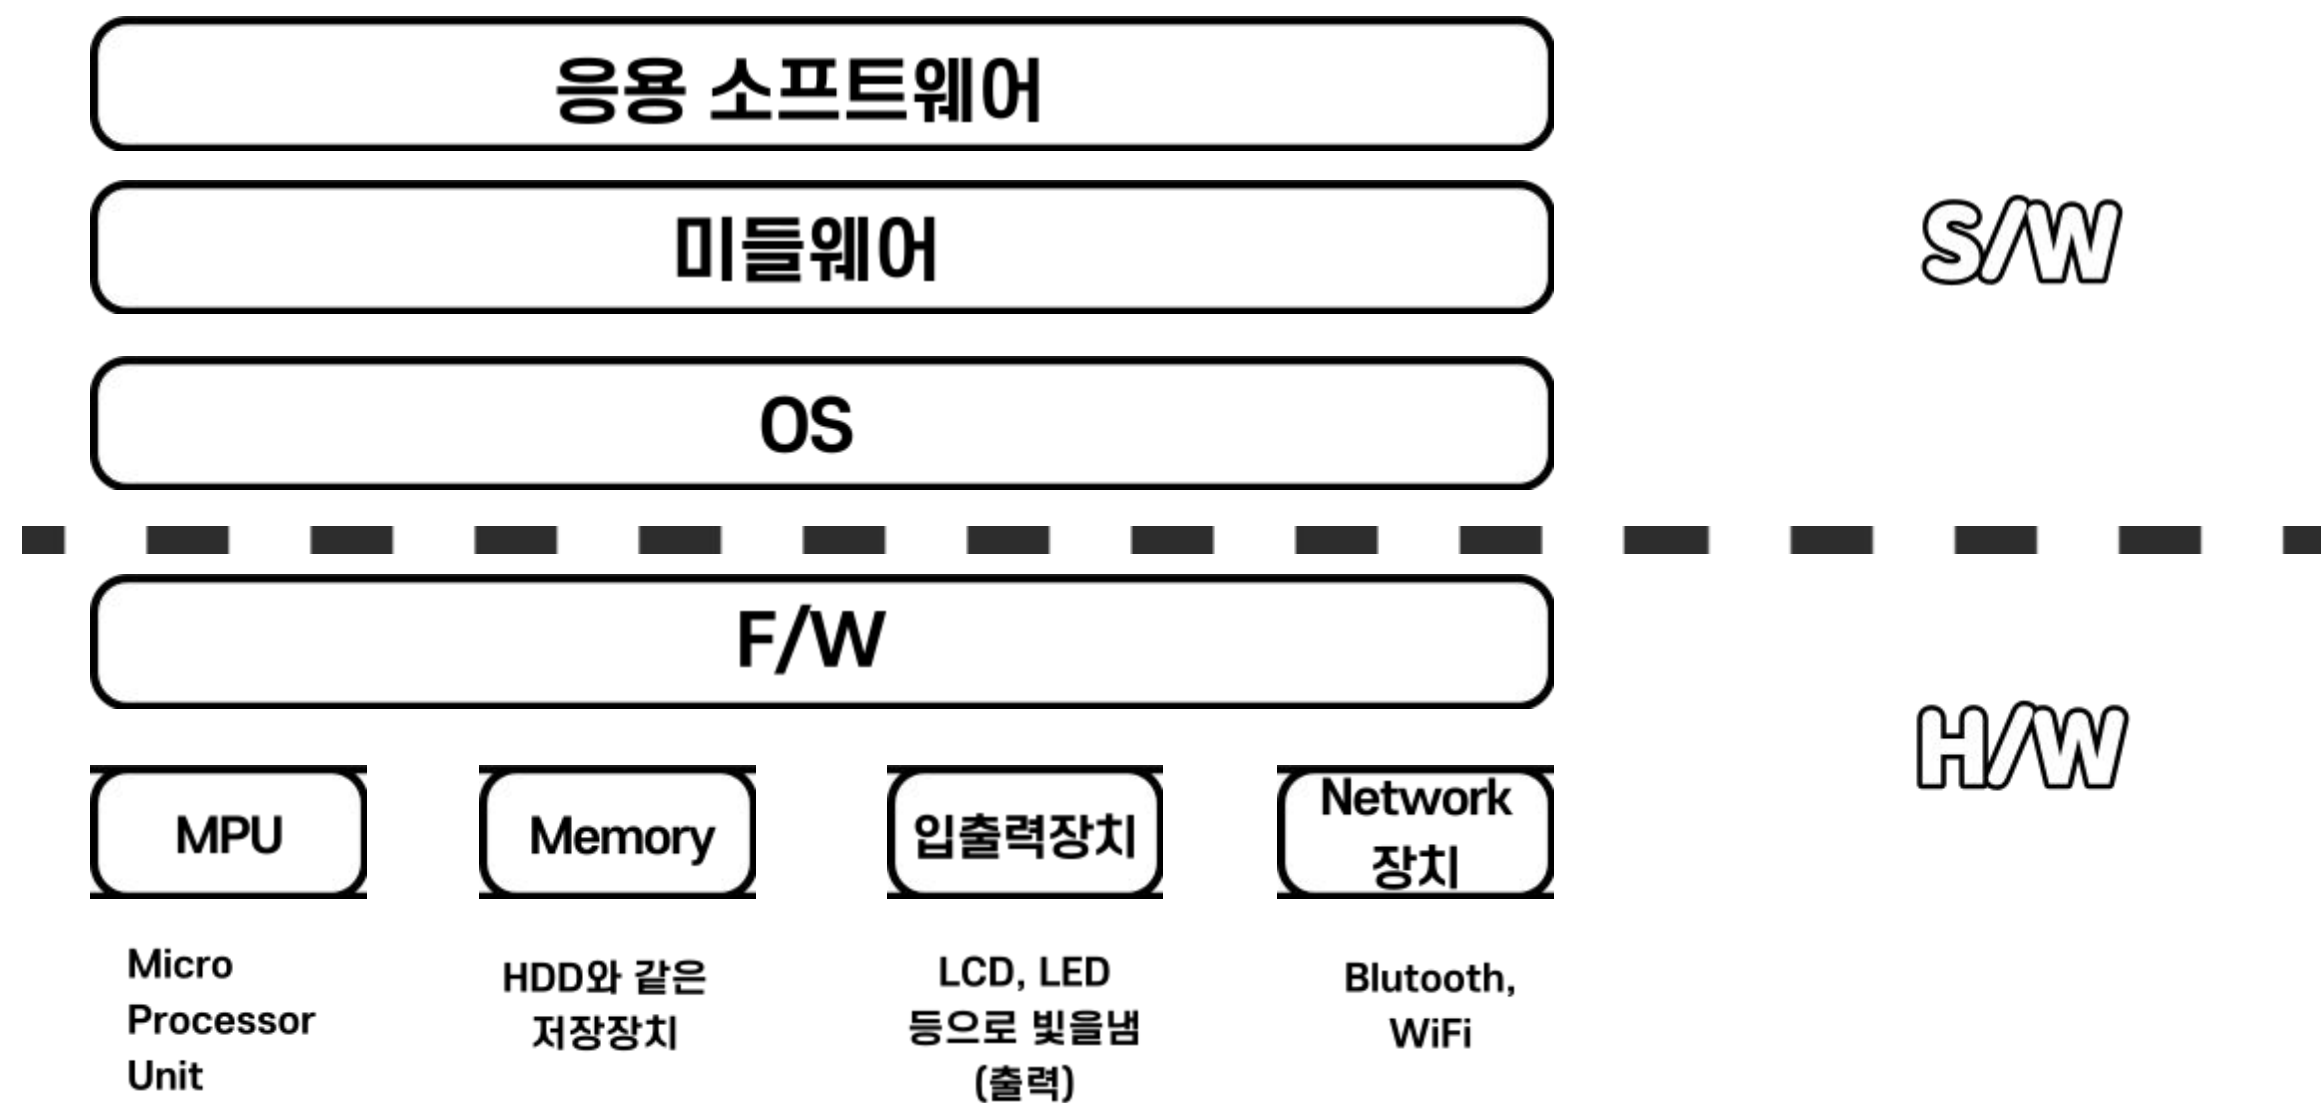 응용 소프트웨어
미들웨어
S/W
OS
F/W
H/W
MPU
Memory
입출력장치
Network
장치
Micro
Processor
Unit
HDD와 같은
저장장치
LCD, LED
등으로 빛을냄
(출력)
Blutooth,
WiFi